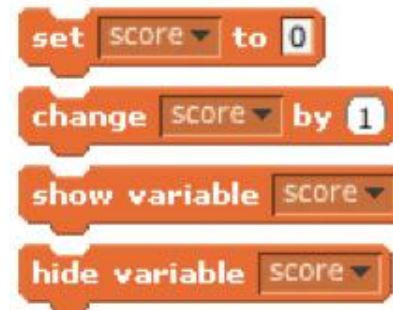 set score to 0
change score by 1
show variable score
hide variable score